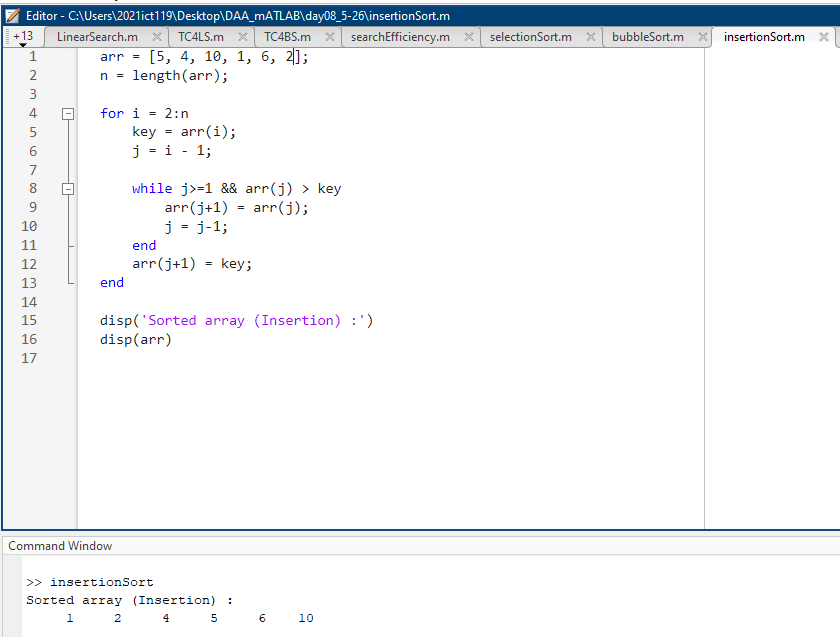 Editor - C:\Users\2021ict119\Desktop\DAA_mATLAB\day08_5-26\insertionSort.m
+13 LinearSearch.m TC4LS.m TC4BS.m searchEfficiency.m selectionSort.m bubbleSort.m insertionSort.m
1 arr = [5, 4, 10, 1, 6, 2];
2 n = length(arr);
3
4 for i = 2:n
5 key = arr(i);
6 j = i - 1;
7
8 while j>=1 && arr(j) > key
9 arr(j+1) = arr(j);
10 j = j-1;
11 end
12 arr(j+1) = key;
13 end
14
15 disp('Sorted array (Insertion) :')
16 disp(arr)
17
Command Window
>> insertionSort
Sorted array (Insertion) :
1 2 4 5 6 10